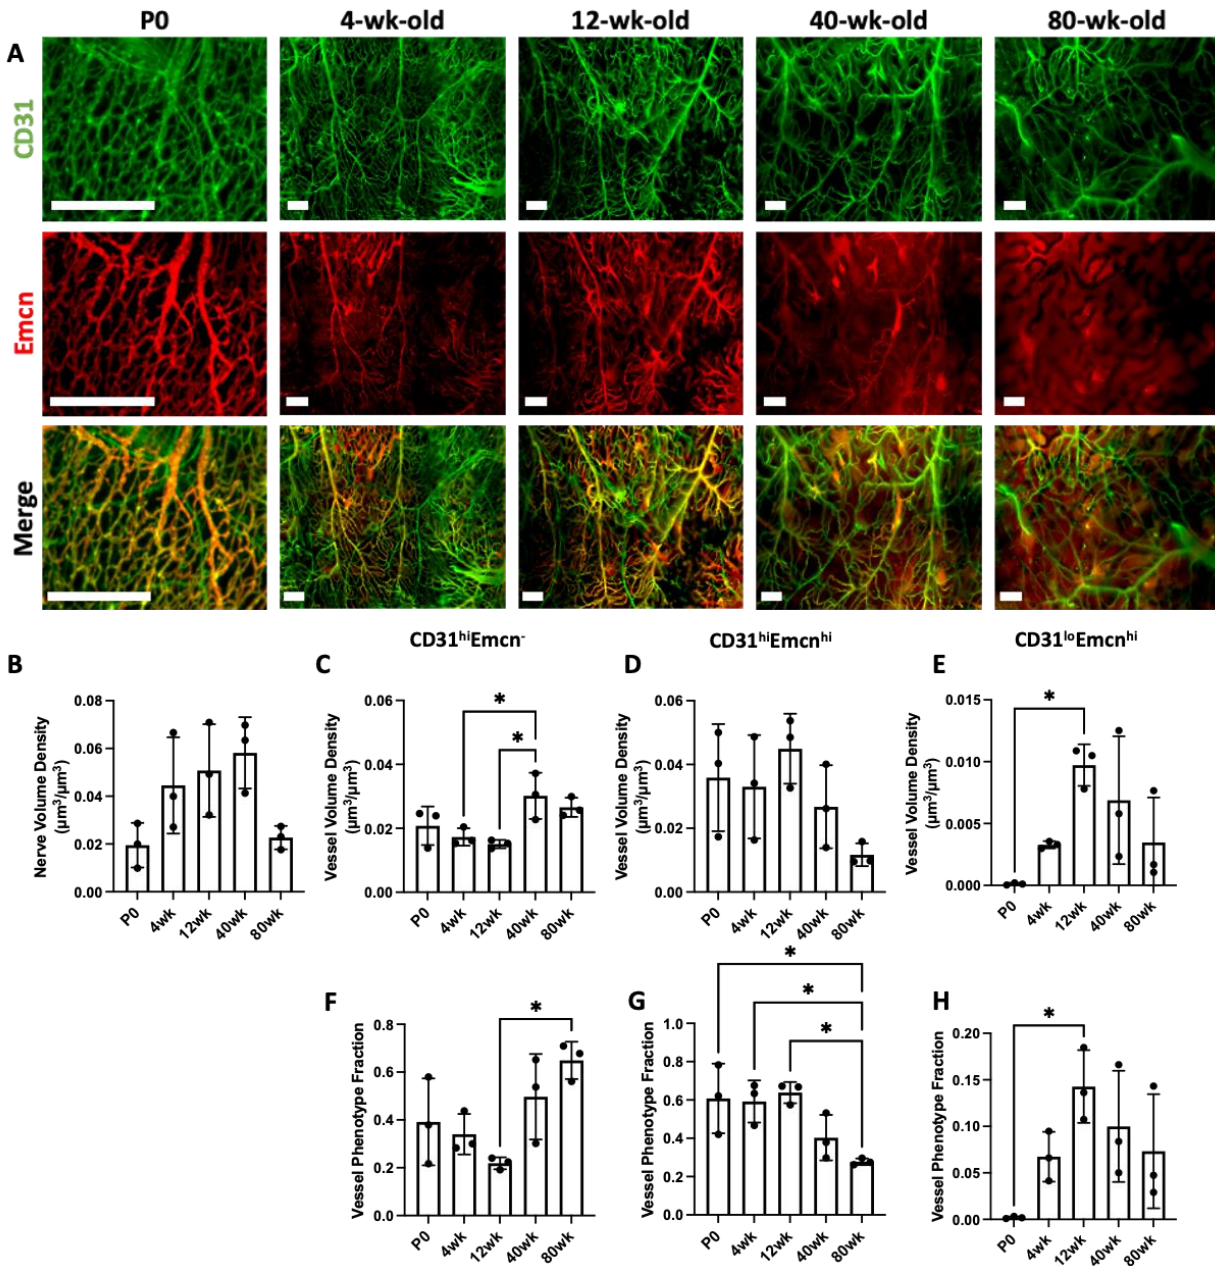 P0 4-wk-old 12-wk-old 40-wk-old 80-wk-old
A
CD31
Emcn
Merge
CD31hiEmcn- CD31hiEmcnhi CD31loEmcnhi
B C D E
Nerve Volume Density
(μm³/μm³)
0.08
0.06
0.04
0.02
0.00
P0 4wk 12wk 40wk 80wk
Vessel Volume Density
(μm³/μm³)
0.06
0.04
0.02
0.00
*
*
P0 4wk 12wk 40wk 80wk
Vessel Volume Density
(μm³/μm³)
0.06
0.04
0.02
0.00
P0 4wk 12wk 40wk 80wk
Vessel Volume Density
(μm³/μm³)
0.015
0.010
0.005
0.000
*
P0 4wk 12wk 40wk 80wk
F G H
Vessel Phenotype Fraction
0.8
0.6
0.4
0.2
0.0
*
P0 4wk 12wk 40wk 80wk
Vessel Phenotype Fraction
1.0
0.8
0.6
0.4
0.2
0.0
*
*
*
P0 4wk 12wk 40wk 80wk
Vessel Phenotype Fraction
0.20
0.15
0.10
0.05
0.00
*
P0 4wk 12wk 40wk 80wk